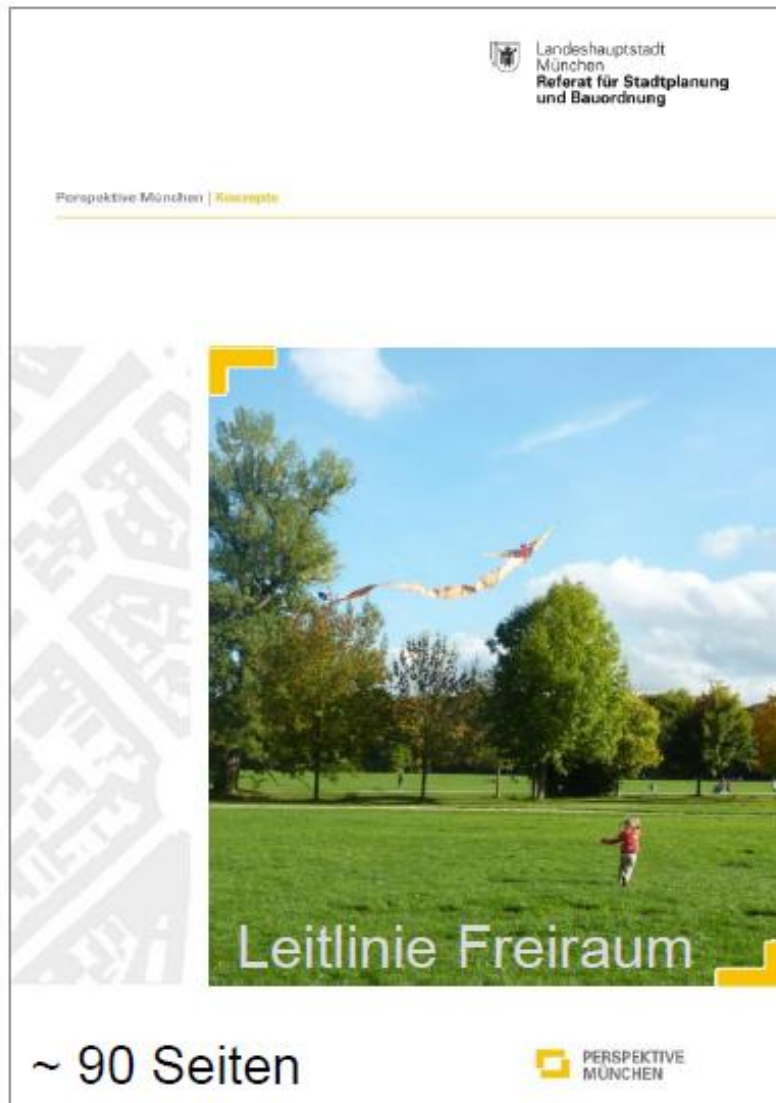 Landeshauptstadt
München
Referat für Stadtplanung
und Bauordnung
Perspektive München | Konzepte
Leitlinie Freiraum
~ 90 Seiten
PERSPEKTIVE
MÜNCHEN